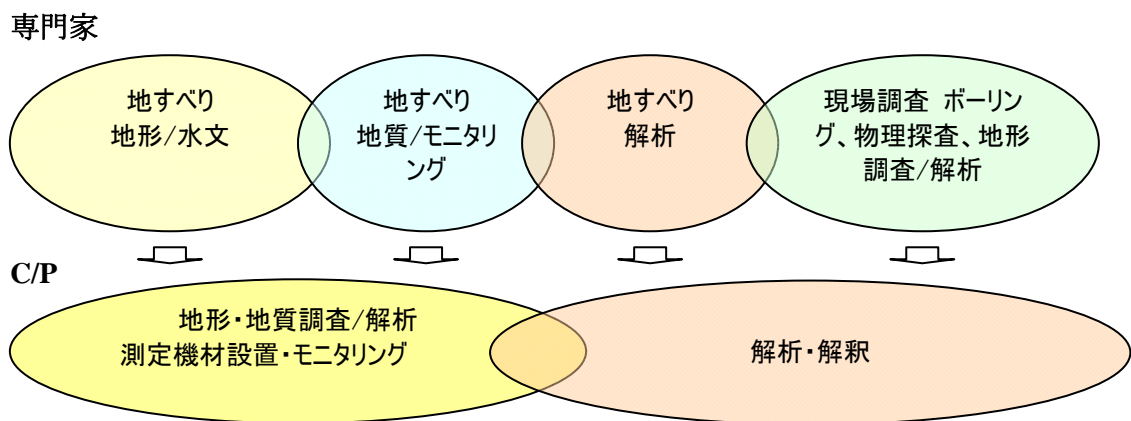 専門家
地すべり
地形/水文
地すべり
地質/モニタリ
ング
地すべり
解析
現場調査 ボーリン
グ、物理探査、地形
調査/解析
C/P
地形・地質調査/解析
測定機材設置・モニタリング
解析・解釈